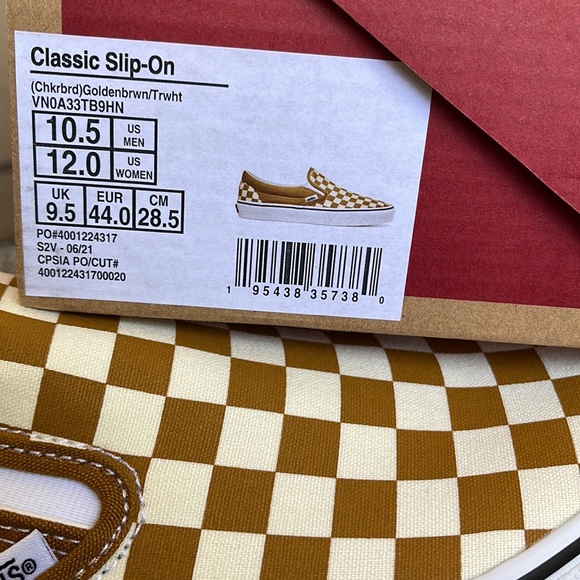 Classic Slip-On
(Chkrbrd)Goldenbrwn/Trwht
VN0A33TB9HN
10.5 US MEN
12.0 US WOMEN
UK EUR CM
9.5 44.0 28.5
PO#4001224317
S2V - 06/21
CPSIA PO/CUT#
400122431700020
1 95438 35738 0